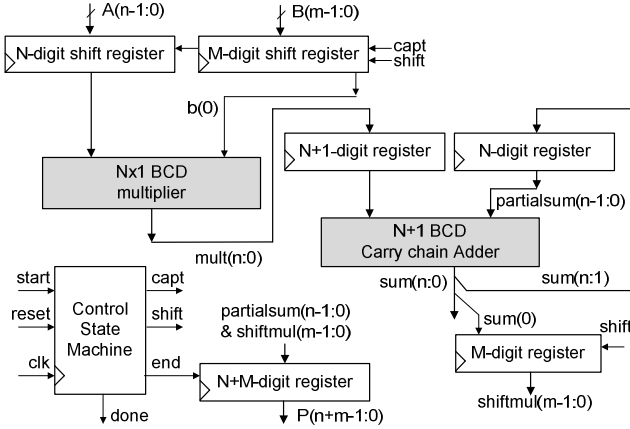 A(n-1:0)
B(m-1:0)
N-digit shift register
M-digit shift register
capt
shift
b(0)
N+1-digit register
N-digit register
Nx1 BCD
multiplier
partialsum(n-1:0)
N+1 BCD
Carry chain Adder
mult(n:0)
sum(n:0)
sum(n:1)
start
capt
reset
shift
clk
end
Control
State
Machine
done
partialsum(n-1:0)
& shiftmul(m-1:0)
sum(0)
shift
N+M-digit register
M-digit register
P(n+m-1:0)
shiftmul(m-1:0)